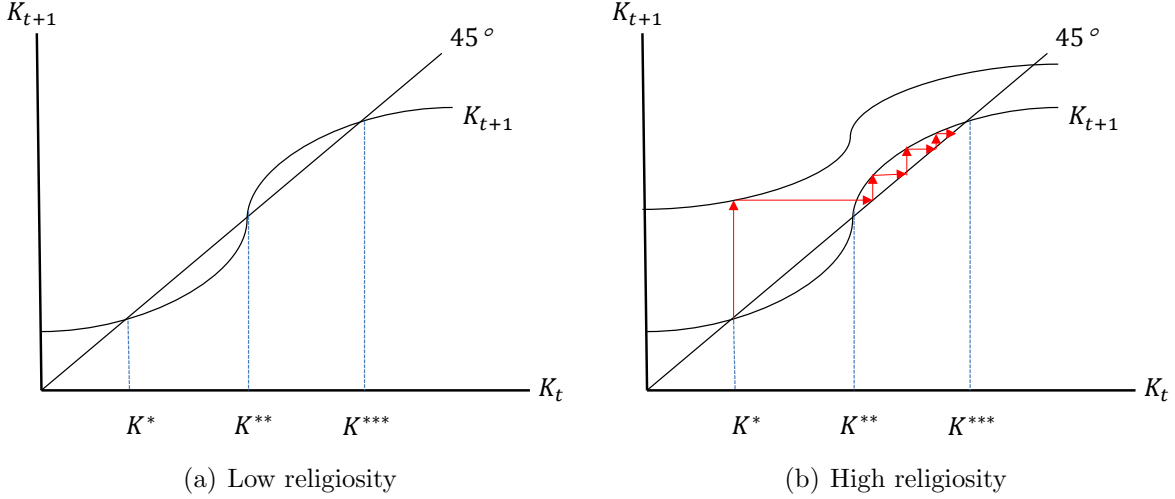 K_{t+1}
45°
K_{t+1}
K_t
K*
K**
K***
(a) Low religiosity
K_{t+1}
45°
K_{t+1}
K_t
K*
K**
K***
(b) High religiosity